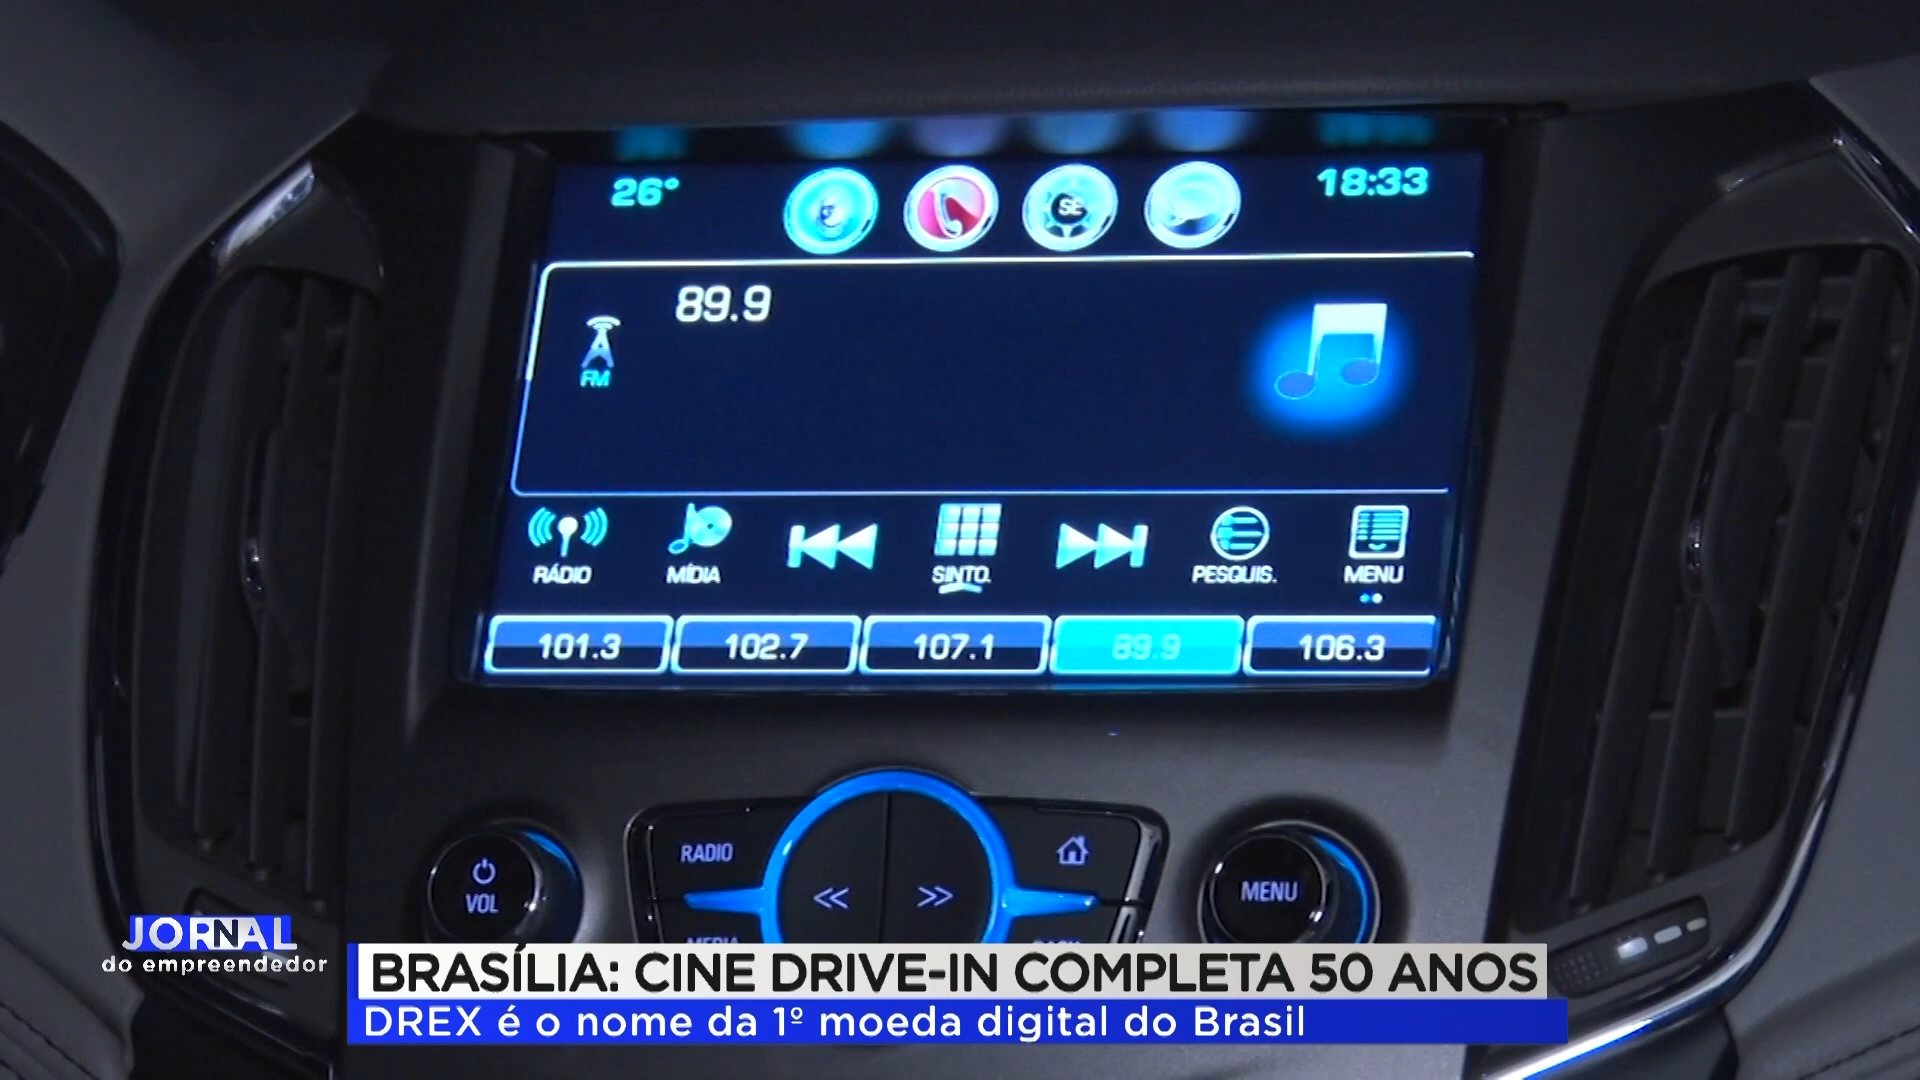 26°
18:33
89.9
FM
RÁDIO
MÍDIA
SINTO.
PESQUIS.
MENU
101.3
102.7
107.1
89.9
106.3
RADIO
VOL
MENU
JORNAL
do empreendedor
BRASÍLIA: CINE DRIVE-IN COMPLETA 50 ANOS
DREX é o nome da 1º moeda digital do Brasil